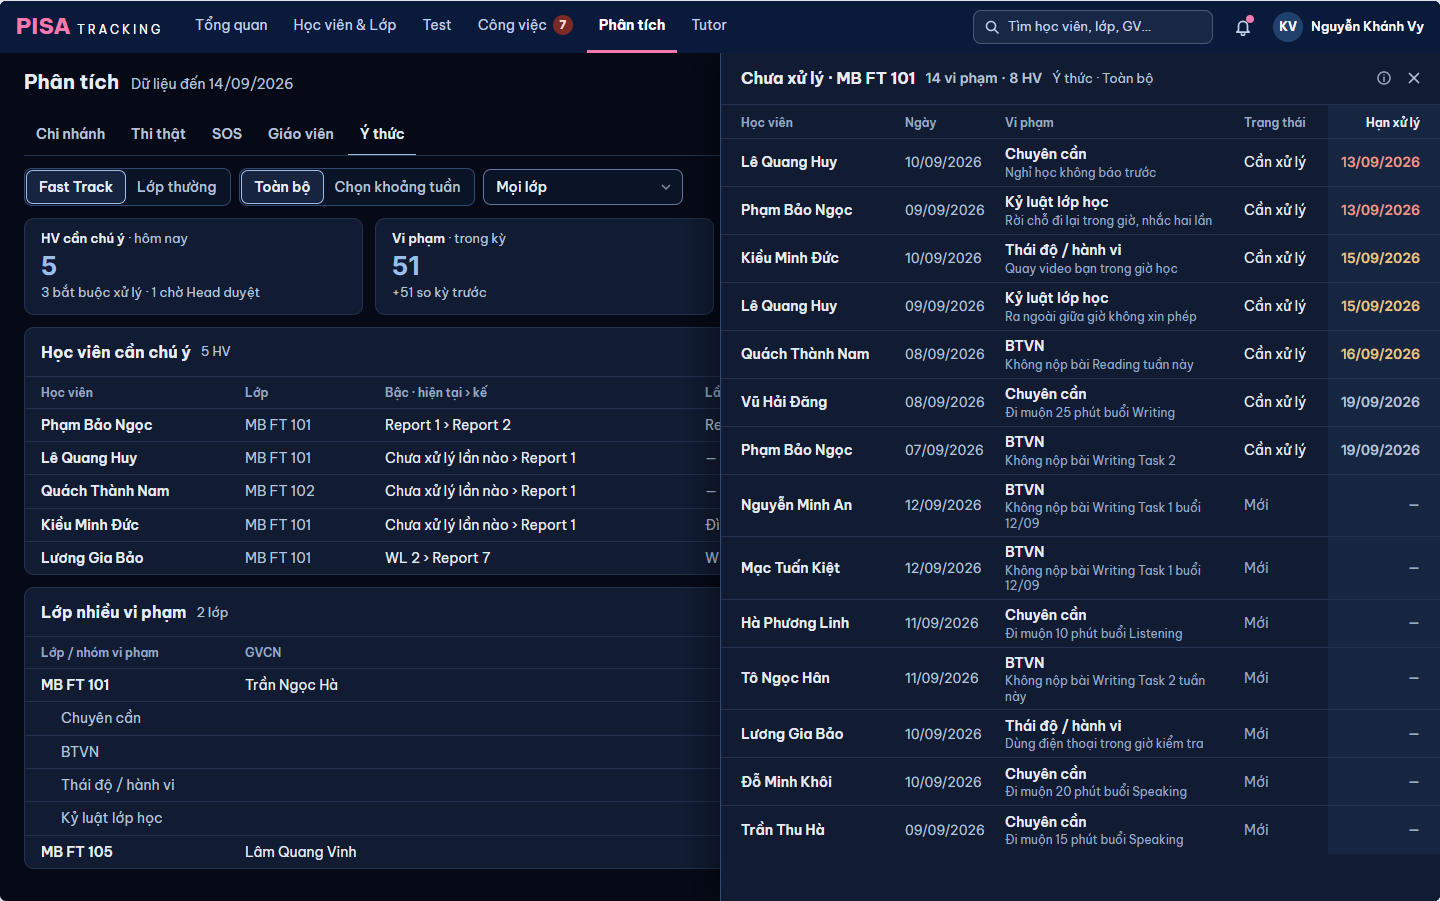 PISA TRACKING Tổng quan Học viên & Lớp Test Công việc 7 Phân tích Tutor Tìm học viên, lớp, GV... KV Nguyễn Khánh Vy
Phân tích Dữ liệu đến 14/09/2026
Chi nhánh Thi thật SOS Giáo viên Ý thức
Fast Track Lớp thường Toàn bộ Chọn khoảng tuần Mọi lớp
HV cần chú ý · hôm nay
5
3 bắt buộc xử lý · 1 chờ Head duyệt
Vi phạm · trong kỳ
51
+51 so kỳ trước
Học viên cần chú ý 5 HV
Học viên Lớp Bậc · hiện tại › kế
Phạm Bảo Ngọc MB FT 101 Report 1 › Report 2
Lê Quang Huy MB FT 101 Chưa xử lý lần nào › Report 1 —
Quách Thành Nam MB FT 102 Chưa xử lý lần nào › Report 1 —
Kiều Minh Đức MB FT 101 Chưa xử lý lần nào › Report 1
Lương Gia Bảo MB FT 101 WL 2 › Report 7
Lớp nhiều vi phạm 2 lớp
Lớp / nhóm vi phạm GVCN
MB FT 101 Trần Ngọc Hà
Chuyên cần
BTVN
Thái độ / hành vi
Kỷ luật lớp học
MB FT 105 Lâm Quang Vinh
Chưa xử lý · MB FT 101 14 vi phạm · 8 HV Ý thức · Toàn bộ
Học viên Ngày Vi phạm Trạng thái Hạn xử lý
Lê Quang Huy 10/09/2026 Chuyên cần Cần xử lý 13/09/2026
Nghỉ học không báo trước
Phạm Bảo Ngọc 09/09/2026 Kỷ luật lớp học Cần xử lý 13/09/2026
Rời chỗ đi lại trong giờ, nhắc hai lần
Kiều Minh Đức 10/09/2026 Thái độ / hành vi Cần xử lý 15/09/2026
Quay video bạn trong giờ học
Lê Quang Huy 09/09/2026 Kỷ luật lớp học Cần xử lý 15/09/2026
Ra ngoài giữa giờ không xin phép
Quách Thành Nam 08/09/2026 BTVN Cần xử lý 16/09/2026
Không nộp bài Reading tuần này
Vũ Hải Đăng 08/09/2026 Chuyên cần Cần xử lý 19/09/2026
Đi muộn 25 phút buổi Writing
Phạm Bảo Ngọc 07/09/2026 BTVN Cần xử lý 19/09/2026
Không nộp bài Writing Task 2
Nguyễn Minh An 12/09/2026 BTVN Mới —
Không nộp bài Writing Task 1 buổi
12/09
Mạc Tuấn Kiệt 12/09/2026 BTVN Mới —
Không nộp bài Writing Task 1 buổi
12/09
Hà Phương Linh 11/09/2026 Chuyên cần Mới —
Đi muộn 10 phút buổi Listening
Tô Ngọc Hân 11/09/2026 BTVN Mới —
Không nộp bài Writing Task 2 tuần
này
Lương Gia Bảo 10/09/2026 Thái độ / hành vi Mới —
Dùng điện thoại trong giờ kiểm tra
Đỗ Minh Khôi 10/09/2026 Chuyên cần Mới —
Đi muộn 20 phút buổi Speaking
Trần Thu Hà 09/09/2026 Chuyên cần Mới —
Đi muộn 15 phút buổi Speaking